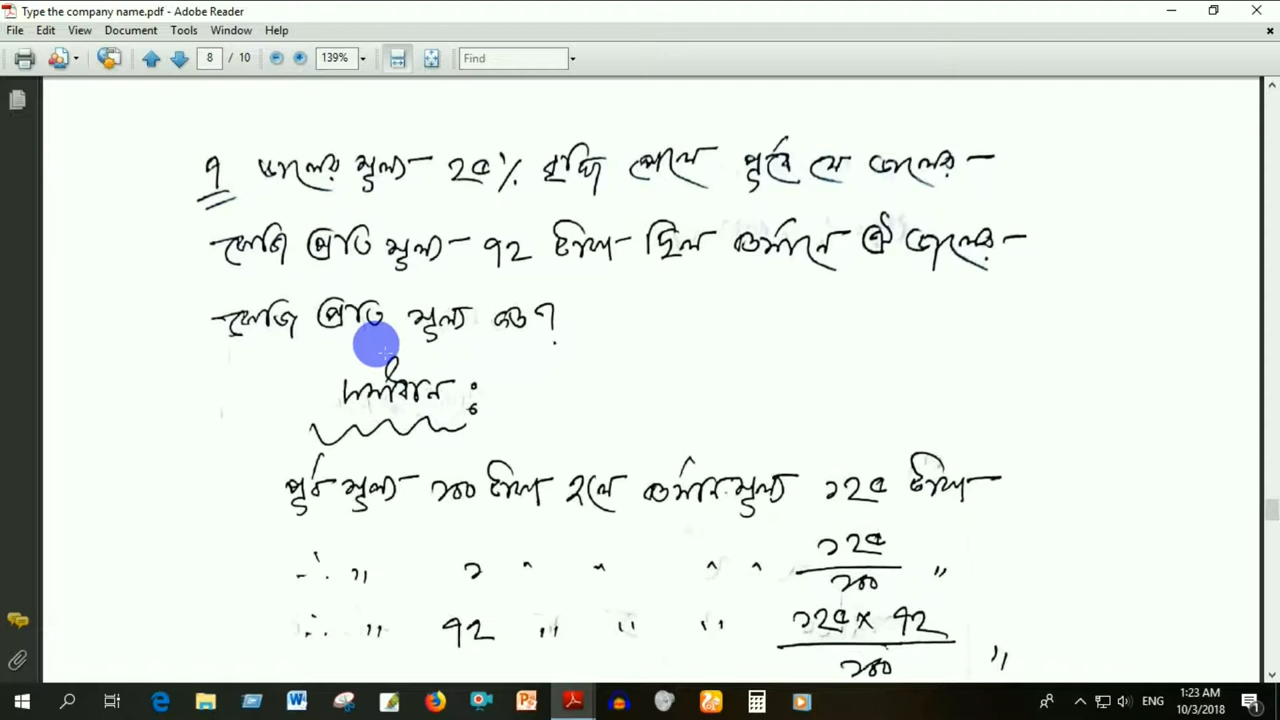 Type the company name.pdf - Adobe Reader
File Edit View Document Tools Window Help
8 / 10 139% Find
৭ ডালের মূল্য ২৫% বৃদ্ধি পেলে পূর্বে যে ডালের
কেজি প্রতি মূল্য ৭২ টাকা ছিল বর্তমানে ঐ ডালের
কেজি প্রতি মূল্য কত?
সমাধান :
পূর্ব মূল্য ১০০ টাকা হলে বর্তমান মূল্য ১২৫ টাকা
∴ " ১ " " " " ১২৫/১০০ "
∴ " ৭২ " " " ১২৫ × ৭২/১০০ "
ENG 1:23 AM
10/3/2018